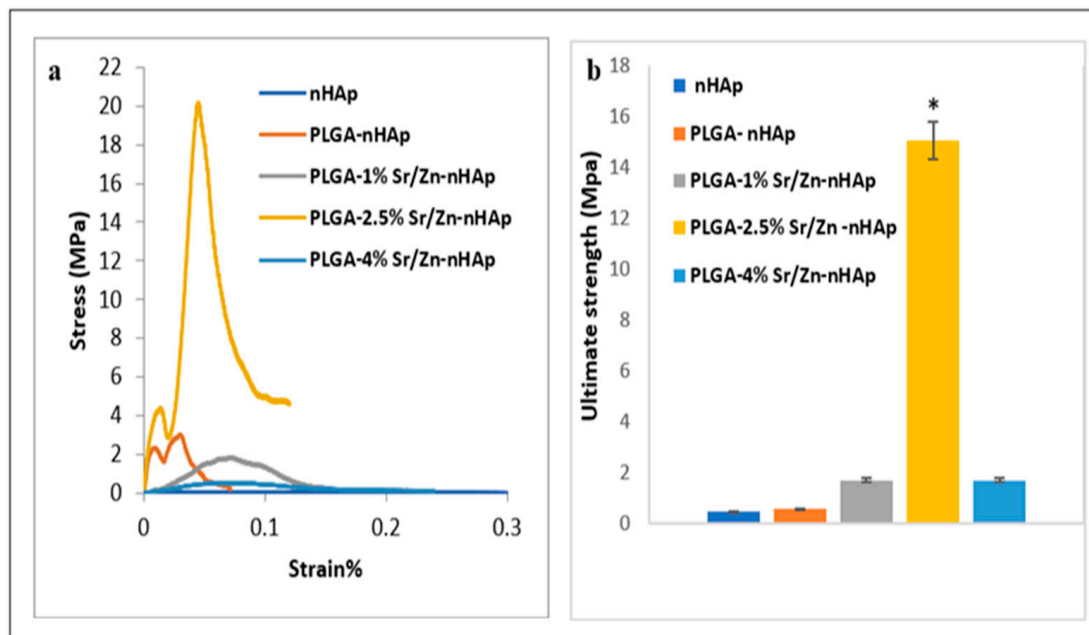 a
22
20
18
16
14
12
10
8
6
4
2
0
Stress (MPa)
nHAp
PLGA-nHAp
PLGA-1% Sr/Zn-nHAp
PLGA-2.5% Sr/Zn-nHAp
PLGA-4% Sr/Zn-nHAp
0 0.1 0.2 0.3
Strain%
b
18
16
14
12
10
8
6
4
2
0
Ultimate strength (Mpa)
nHAp
PLGA- nHAp
PLGA-1% Sr/Zn-nHAp
PLGA-2.5% Sr/Zn -nHAp
PLGA-4% Sr/Zn-nHAp
*